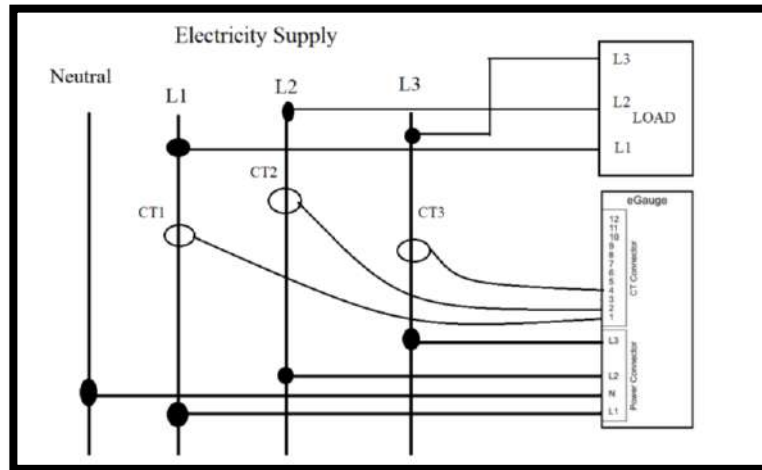 Electricity Supply
Neutral
L1
L2
L3
L3
L2
LOAD
L1
CT1
CT2
CT3
eGauge
12
11
10
9
8
7
6
5
4
3
2
1
CT Connector
L3
L2
N
L1
Power Connector